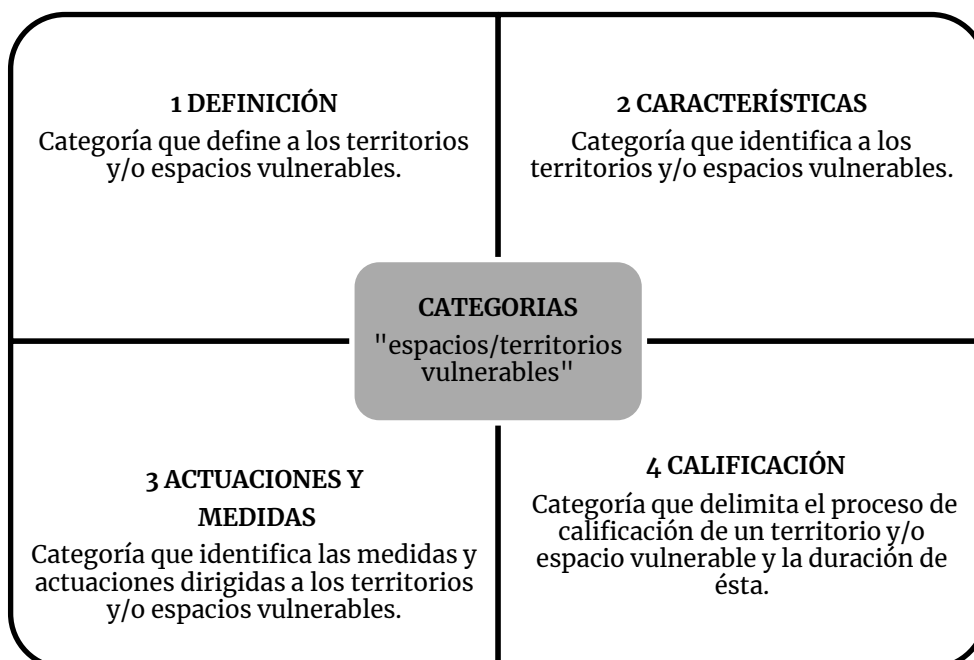 1 DEFINICIÓN
Categoría que define a los territorios
y/o espacios vulnerables.
2 CARACTERÍSTICAS
Categoría que identifica a los
territorios y/o espacios vulnerables.
CATEGORIAS
"espacios/territorios
vulnerables"
3 ACTUACIONES Y
MEDIDAS
Categoría que identifica las medidas y
actuaciones dirigidas a los territorios
y/o espacios vulnerables.
4 CALIFICACIÓN
Categoría que delimita el proceso de
calificación de un territorio y/o
espacio vulnerable y la duración de
ésta.